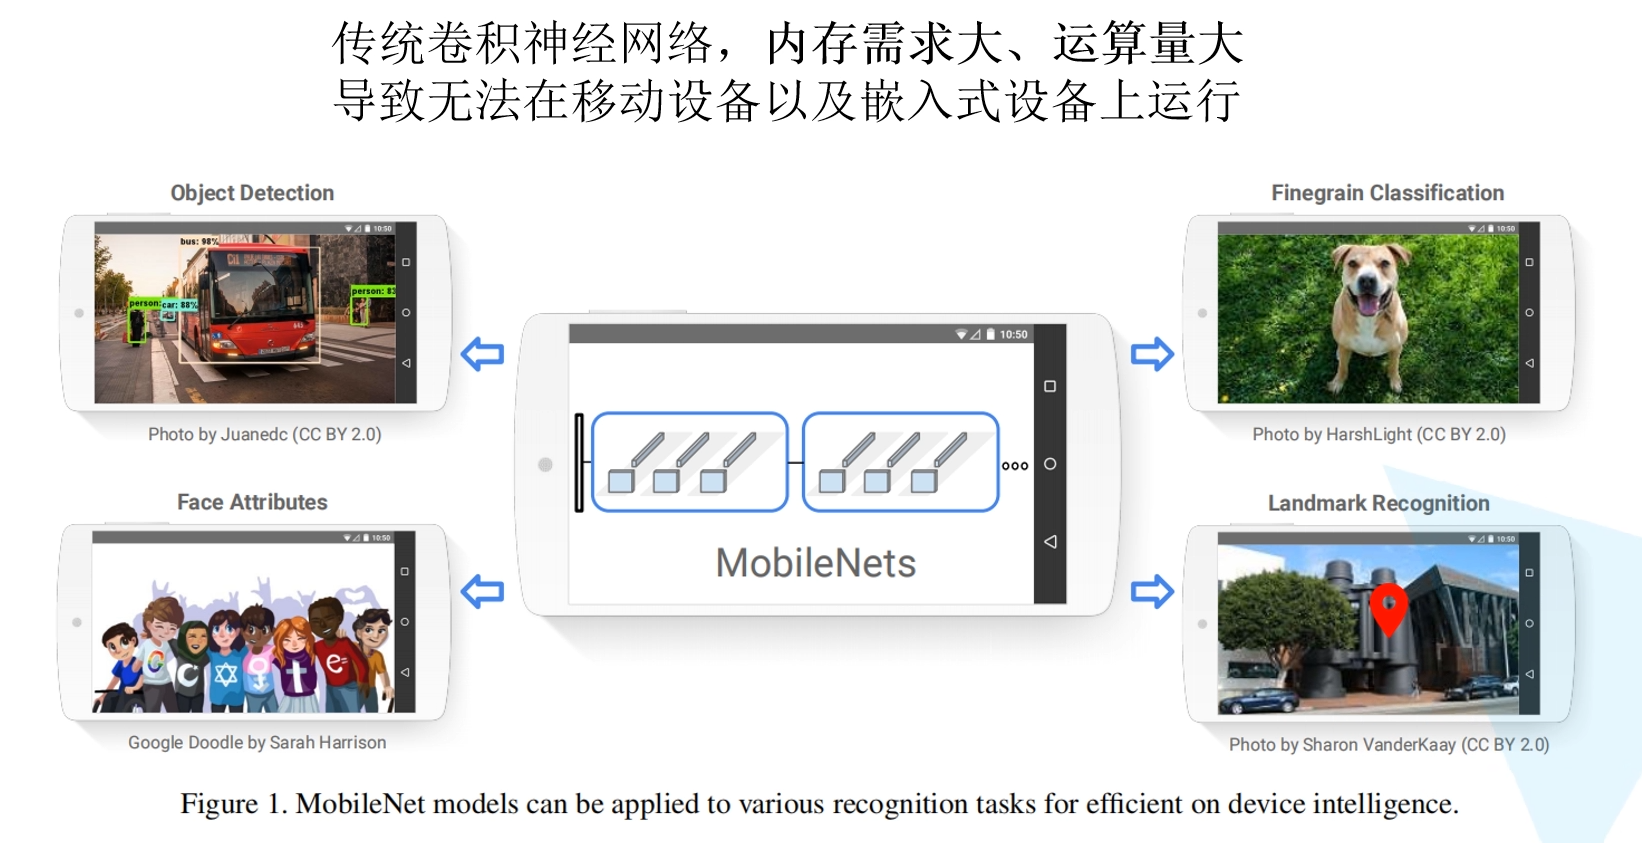 传统卷积神经网络，内存需求大、运算量大
导致无法在移动设备以及嵌入式设备上运行
Object Detection
10:50
bus: 98%
person:
car: 88%
person: 83
Photo by Juanedc (CC BY 2.0)
Finegrain Classification
10:50
Photo by HarshLight (CC BY 2.0)
10:50
MobileNets
Face Attributes
10:50
C
t
e=
Google Doodle by Sarah Harrison
Landmark Recognition
10:50
Photo by Sharon VanderKaay (CC BY 2.0)
Figure 1. MobileNet models can be applied to various recognition tasks for efficient on device intelligence.